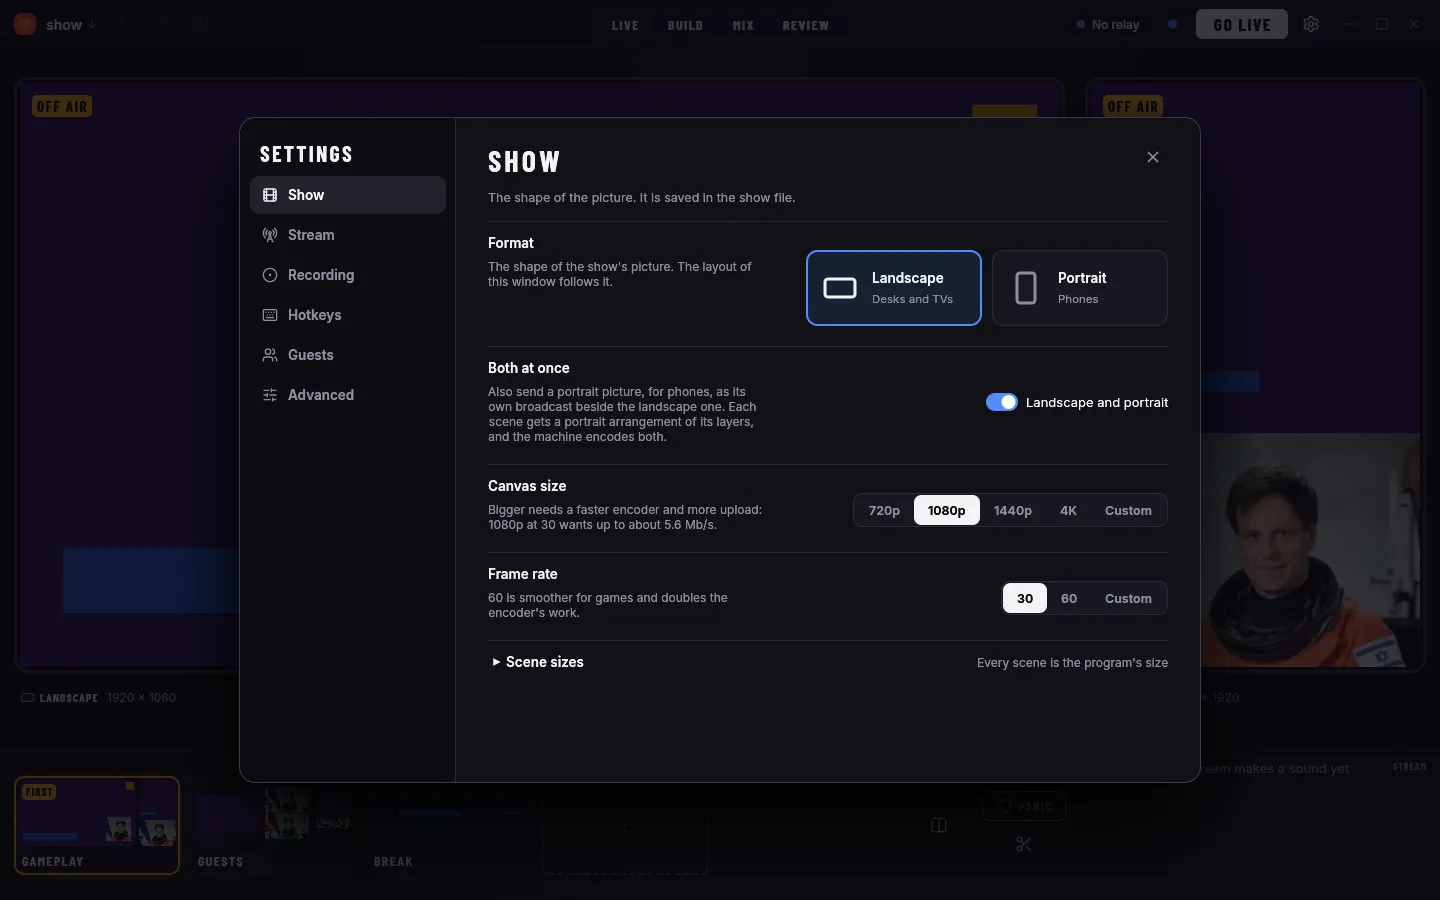 show
LIVE
BUILD
MIX
REVIEW
No relay
GO LIVE
OFF AIR
OFF AIR
SETTINGS
Show
Stream
Recording
Hotkeys
Guests
Advanced
SHOW
The shape of the picture. It is saved in the show file.
Format
The shape of the show's picture. The layout of
this window follows it.
Landscape
Desks and TVs
Portrait
Phones
Both at once
Also send a portrait picture, for phones, as its
own broadcast beside the landscape one. Each
scene gets a portrait arrangement of its layers,
and the machine encodes both.
Landscape and portrait
Canvas size
Bigger needs a faster encoder and more upload:
1080p at 30 wants up to about 5.6 Mb/s.
720p
1080p
1440p
4K
Custom
Frame rate
60 is smoother for games and doubles the
encoder's work.
30
60
Custom
Scene sizes
Every scene is the program's size
LANDSCAPE 1920 × 1080
× 1920
makes a sound yet
STREAM
FIRST
GAMEPLAY
GUESTS
BREAK
PANIC